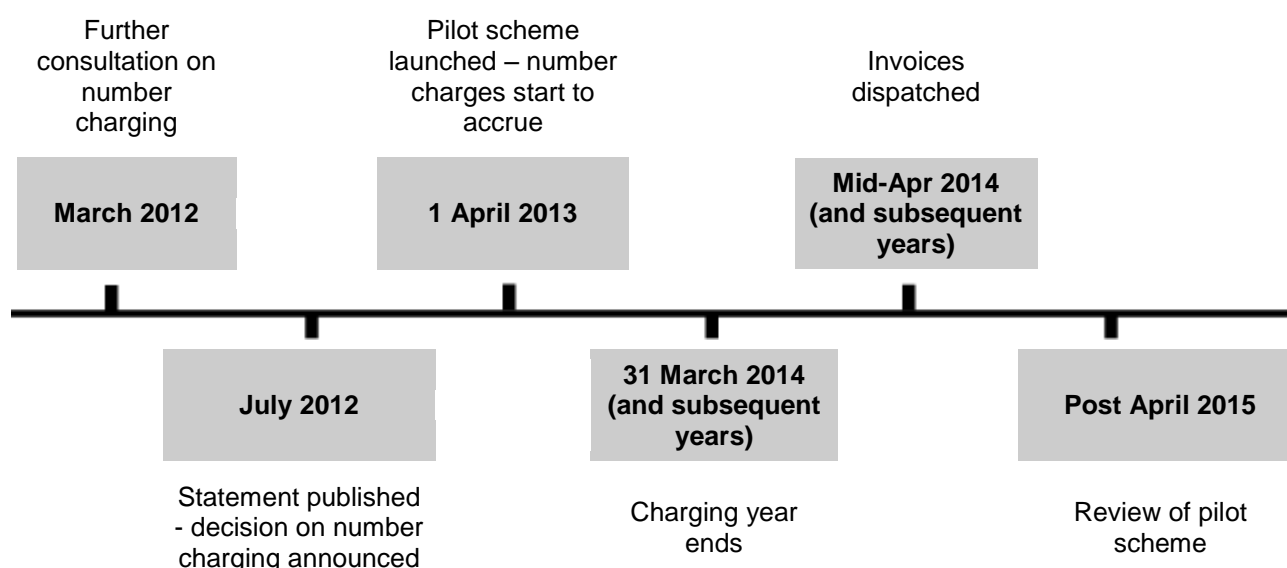 Further
consultation on
number
charging
March 2012
Pilot scheme
launched – number
charges start to
accrue
1 April 2013
Invoices
dispatched
Mid-Apr 2014
(and subsequent
years)
July 2012
Statement published
- decision on number
charging announced
31 March 2014
(and subsequent
years)
Charging year
ends
Post April 2015
Review of pilot
scheme